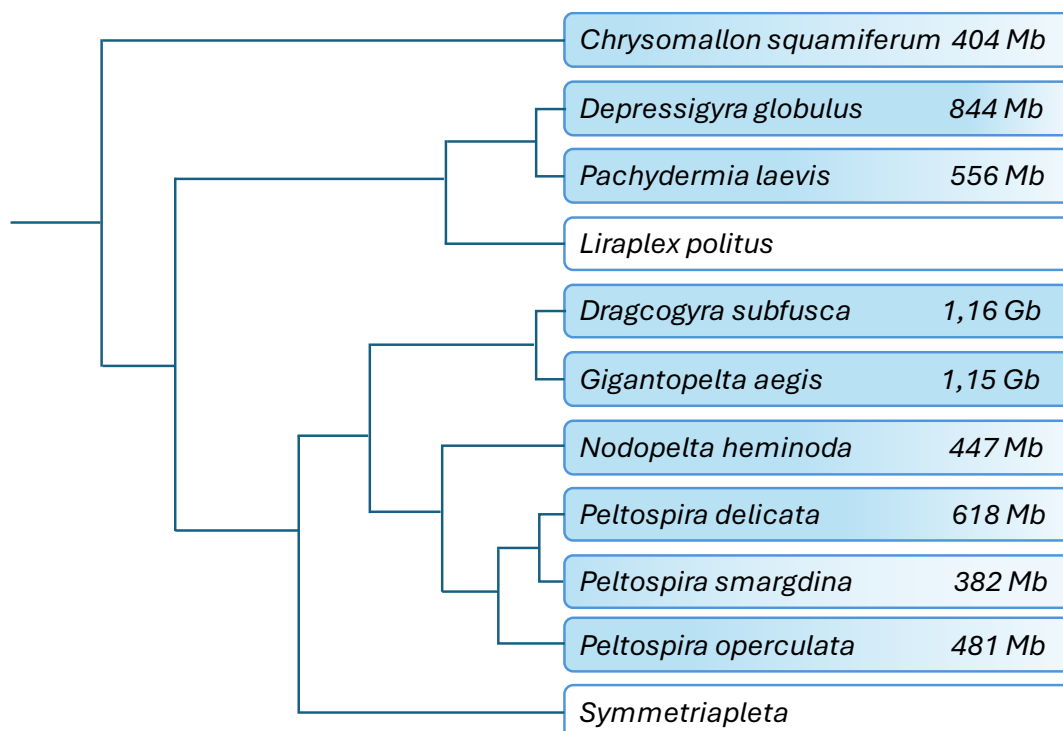 Chrysomallon squamiferum 404 Mb
Depressigyra globulus 844 Mb
Pachydermia laevis 556 Mb
Liraplex politus
Dragcogyra subfusca 1,16 Gb
Gigantopelta aegis 1,15 Gb
Nodopelta heminoda 447 Mb
Peltospira delicata 618 Mb
Peltospira smargdina 382 Mb
Peltospira operculata 481 Mb
Symmetriapleta